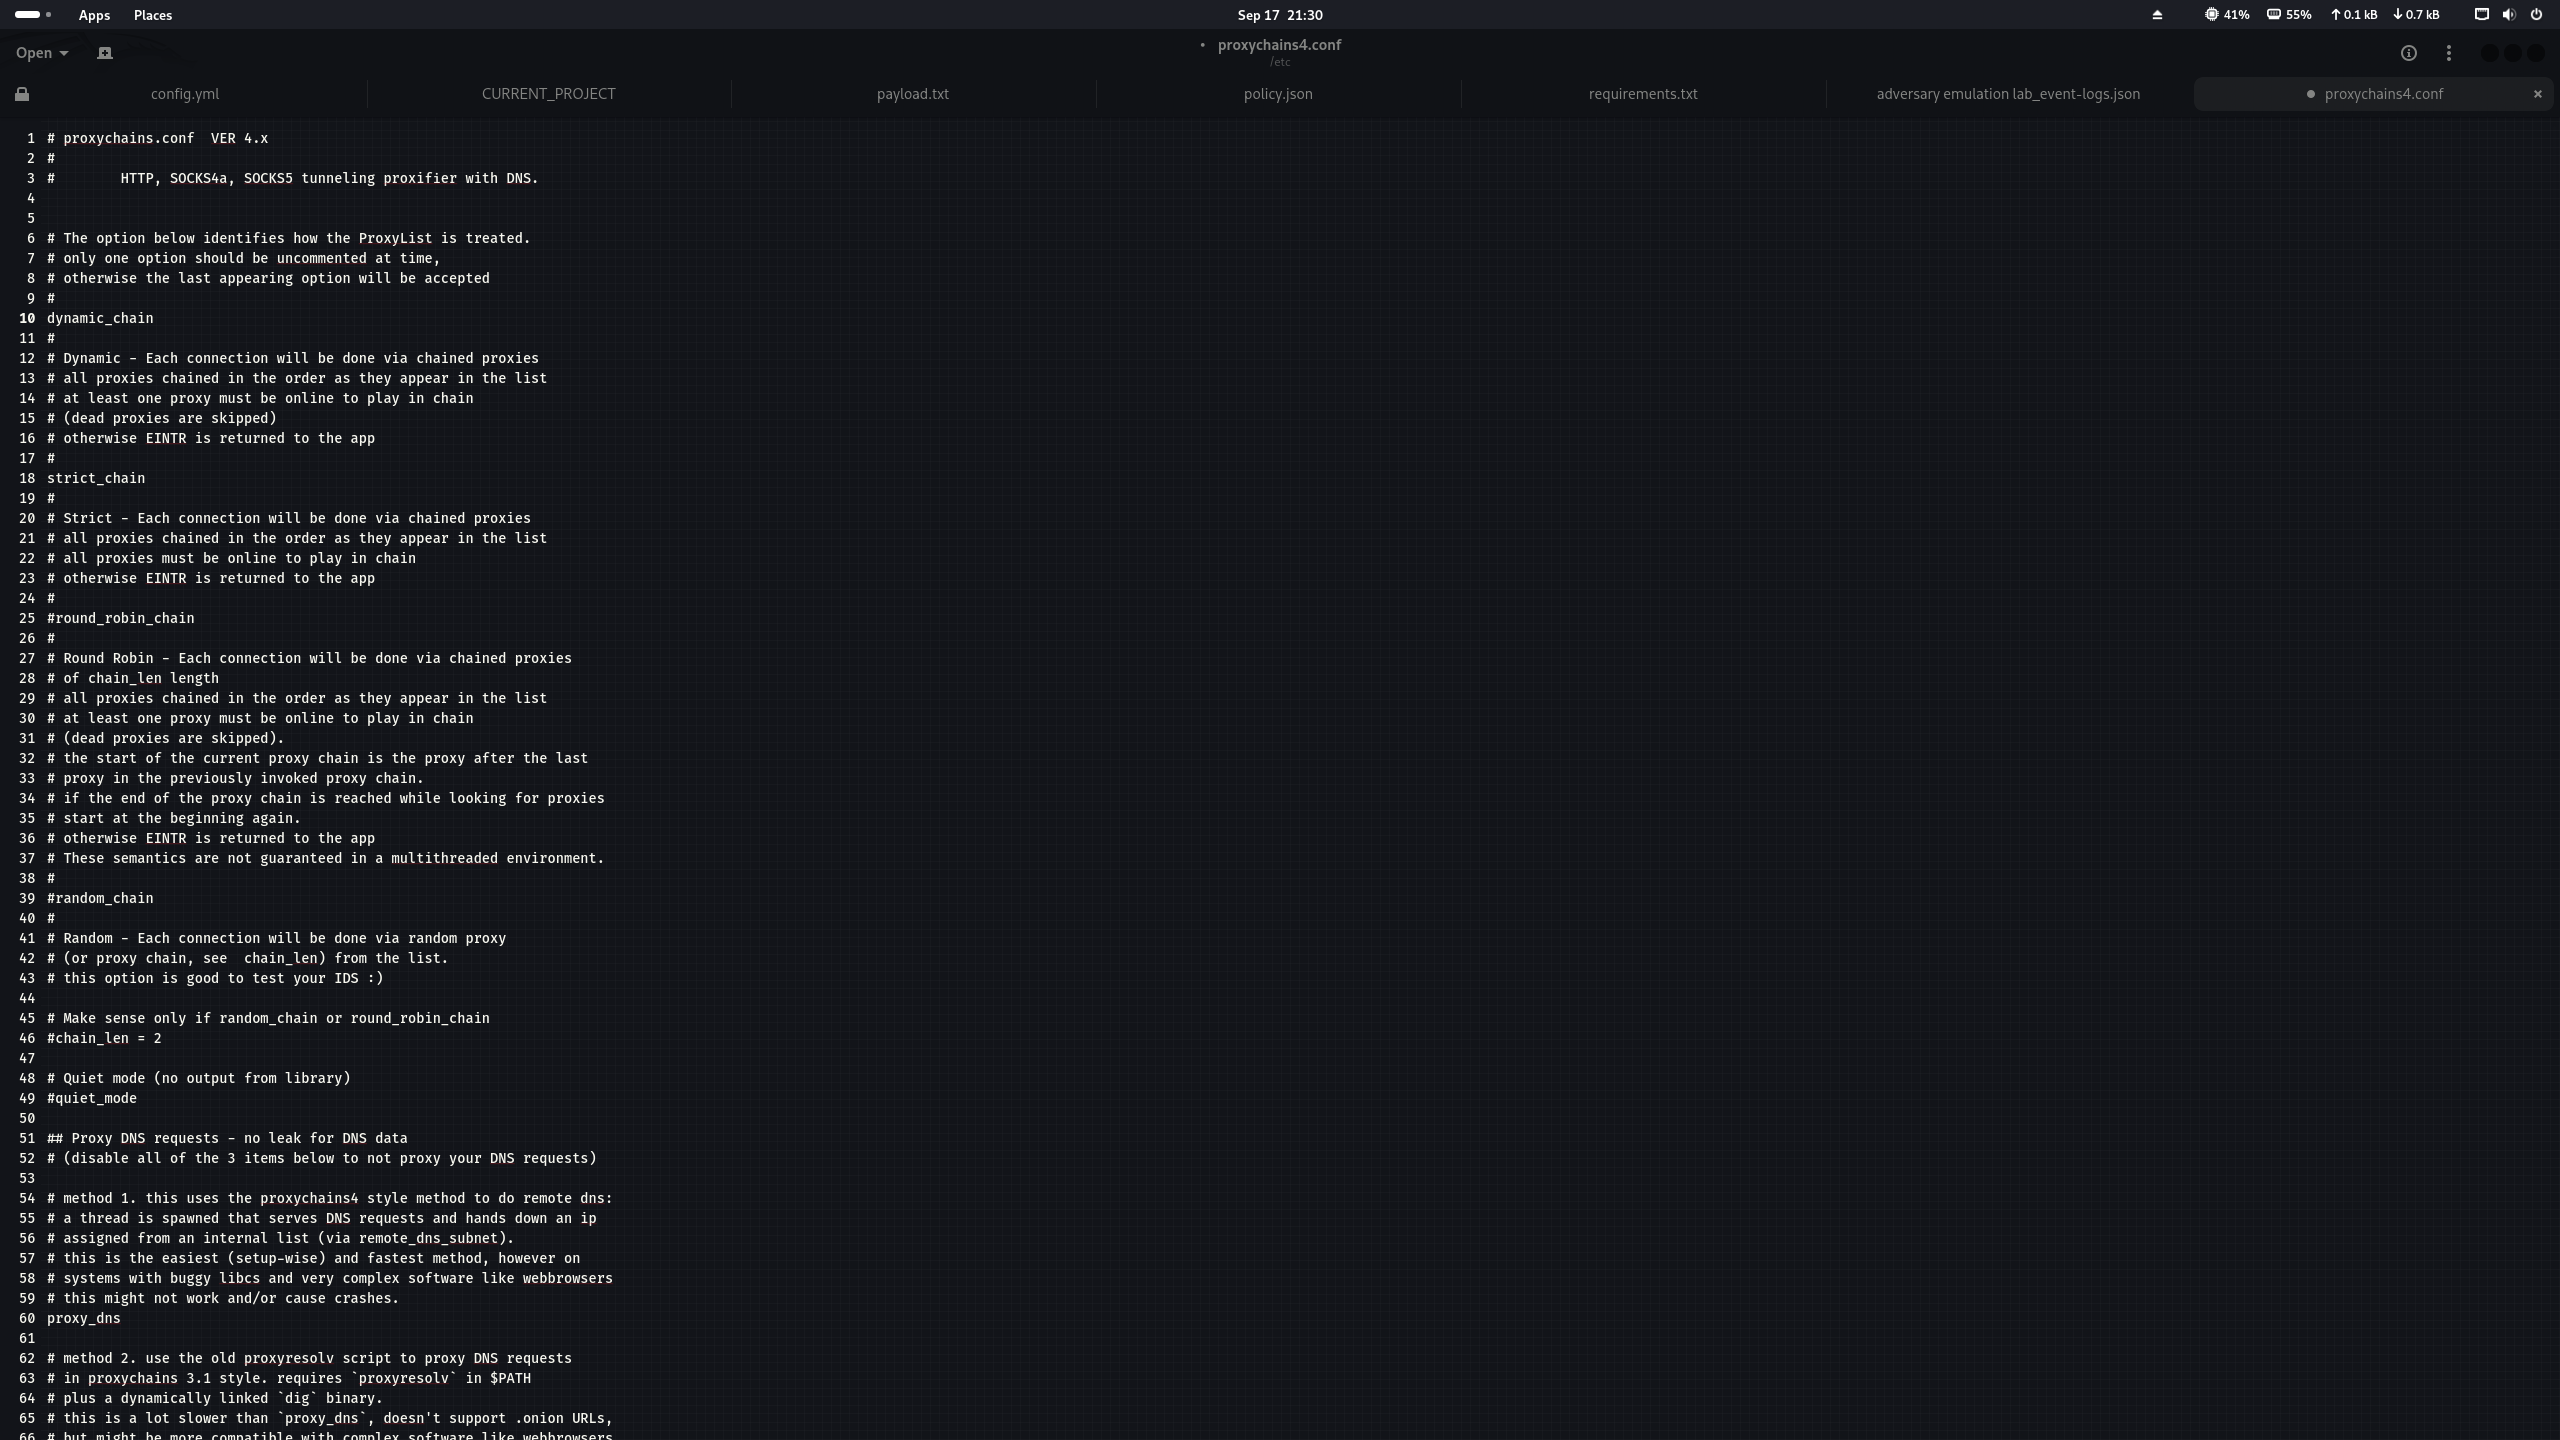 Apps Places Sep 17 21:30 41% 55% 0.1 kB 0.7 kB
Open proxychains4.conf
/etc
config.yml CURRENT_PROJECT payload.txt policy.json requirements.txt adversary emulation lab_event-logs.json proxychains4.conf
1 # proxychains.conf  VER 4.x
2 #
3 #        HTTP, SOCKS4a, SOCKS5 tunneling proxifier with DNS.
4
5
6 # The option below identifies how the ProxyList is treated.
7 # only one option should be uncommented at time,
8 # otherwise the last appearing option will be accepted
9 #
10 dynamic_chain
11 #
12 # Dynamic - Each connection will be done via chained proxies
13 # all proxies chained in the order as they appear in the list
14 # at least one proxy must be online to play in chain
15 # (dead proxies are skipped)
16 # otherwise EINTR is returned to the app
17 #
18 strict_chain
19 #
20 # Strict - Each connection will be done via chained proxies
21 # all proxies chained in the order as they appear in the list
22 # all proxies must be online to play in chain
23 # otherwise EINTR is returned to the app
24 #
25 #round_robin_chain
26 #
27 # Round Robin - Each connection will be done via chained proxies
28 # of chain_len length
29 # all proxies chained in the order as they appear in the list
30 # at least one proxy must be online to play in chain
31 # (dead proxies are skipped).
32 # the start of the current proxy chain is the proxy after the last
33 # proxy in the previously invoked proxy chain.
34 # if the end of the proxy chain is reached while looking for proxies
35 # start at the beginning again.
36 # otherwise EINTR is returned to the app
37 # These semantics are not guaranteed in a multithreaded environment.
38 #
39 #random_chain
40 #
41 # Random - Each connection will be done via random proxy
42 # (or proxy chain, see  chain_len) from the list.
43 # this option is good to test your IDS :)
44
45 # Make sense only if random_chain or round_robin_chain
46 #chain_len = 2
47
48 # Quiet mode (no output from library)
49 #quiet_mode
50
51 ## Proxy DNS requests - no leak for DNS data
52 # (disable all of the 3 items below to not proxy your DNS requests)
53
54 # method 1. this uses the proxychains4 style method to do remote dns:
55 # a thread is spawned that serves DNS requests and hands down an ip
56 # assigned from an internal list (via remote_dns_subnet).
57 # this is the easiest (setup-wise) and fastest method, however on
58 # systems with buggy libcs and very complex software like webbrowsers
59 # this might not work and/or cause crashes.
60 proxy_dns
61
62 # method 2. use the old proxyresolv script to proxy DNS requests
63 # in proxychains 3.1 style. requires `proxyresolv` in $PATH
64 # plus a dynamically linked `dig` binary.
65 # this is a lot slower than `proxy_dns`, doesn't support .onion URLs,
66 # but might be more compatible with complex software like webbrowsers